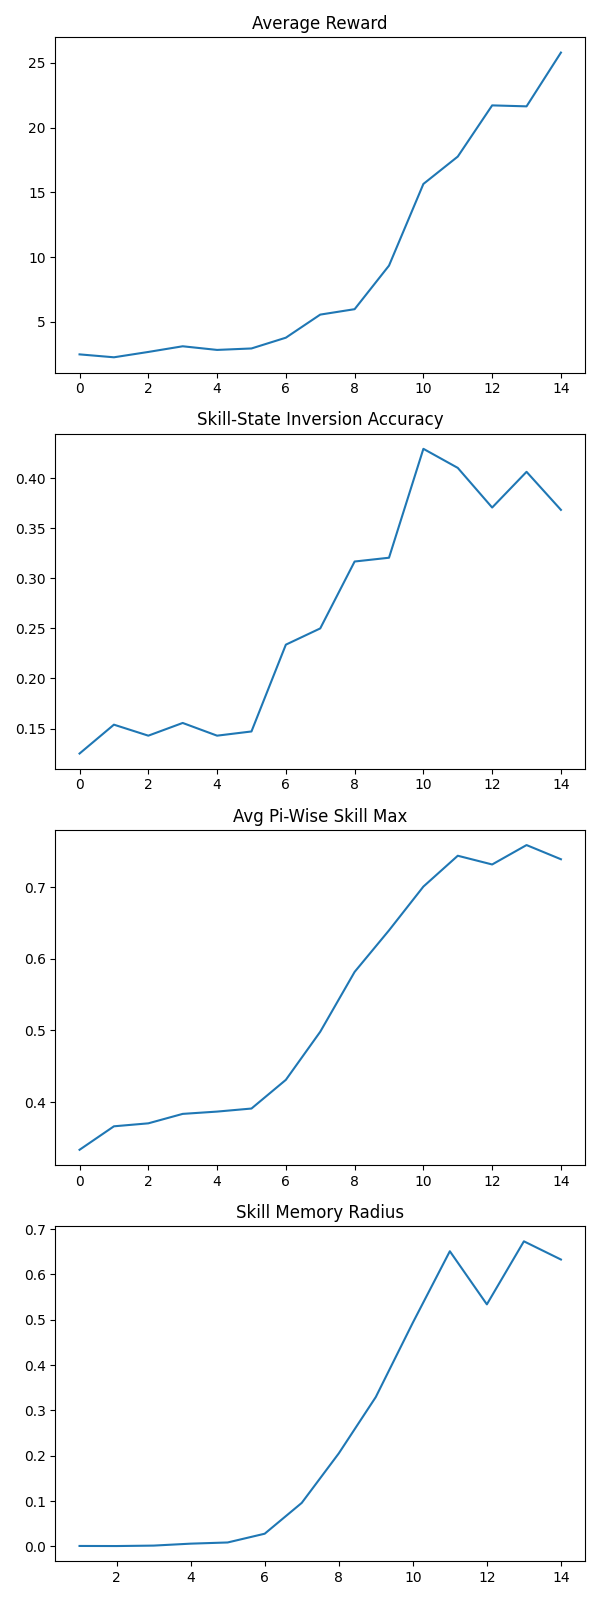 Average Reward
25
20
15
10
5
0 2 4 6 8 10 12 14
Skill-State Inversion Accuracy
0.40
0.35
0.30
0.25
0.20
0.15
0 2 4 6 8 10 12 14
Avg Pi-Wise Skill Max
0.7
0.6
0.5
0.4
0 2 4 6 8 10 12 14
Skill Memory Radius
0.7
0.6
0.5
0.4
0.3
0.2
0.1
0.0
2 4 6 8 10 12 14